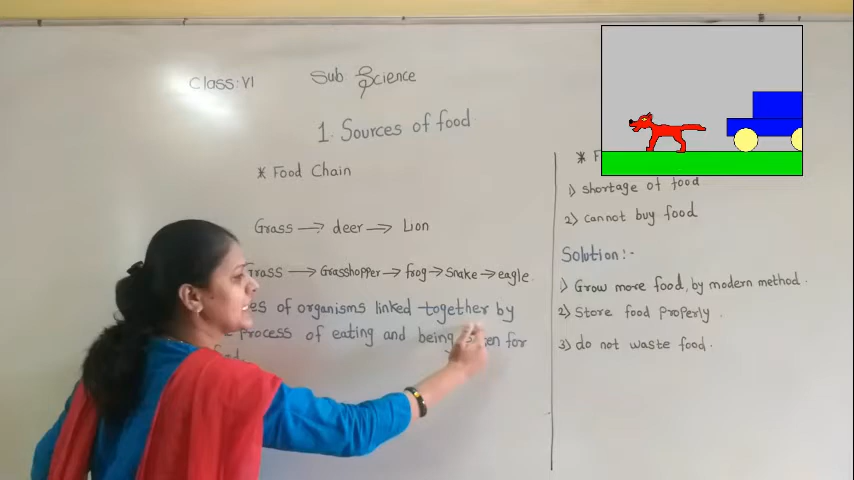 Class: VI
Sub Science
1. Sources of food
* Food Chain
Grass → deer → Lion
Grass → Grasshopper → frog → snake → eagle.
of organisms linked together by
process of eating and being for
*
1) shortage of food
2) cannot buy food
Solution :-
1) Grow more food, by modern method.
2) Store food properly.
3) do not waste food.